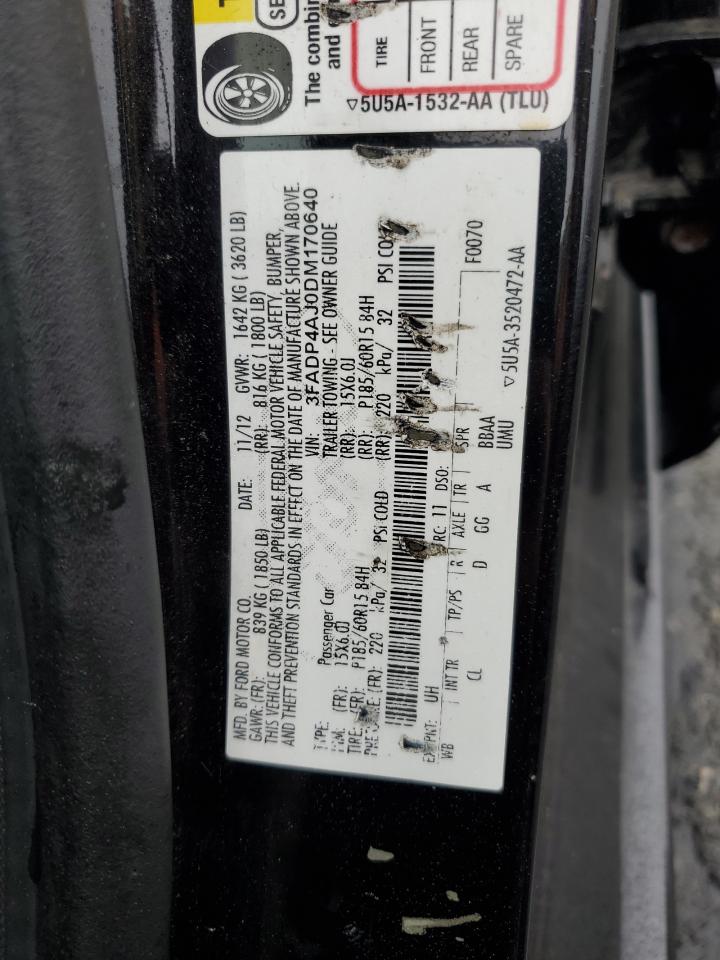 SE
The combin
and
TIRE
FRONT
REAR
SPARE
▽5U5A-1532-AA (TLU)
MFD. BY FORD MOTOR CO. DATE: 11/12 GVWR: 1642 KG ( 3620 LB)
GAWR: (FR): 839 KG (1850 LB) (RR): 816 KG ( 1800 LB)
THIS VEHICLE CONFORMS TO ALL APPLICABLE FEDERAL MOTOR VEHICLE SAFETY, BUMPER,
AND THEFT PREVENTION STANDARDS IN EFFECT ON THE DATE OF MANUFACTURE SHOWN ABOVE.
VIN: 3FADP4AJ0DM170640
TYPE: Passenger Car TRAILER TOWING - SEE OWNER GUIDE
RIM: (FR): 15X6.0J (RR): 15X6.0J
TIRE: (FR): P185/60R15 84H (RR): P185/60R15 84H
(FR): 220 kPa/ 32 PSI COLD (RR): 220 kPa/ 32 PSI COL
EXT PNT: UH RC: 11 DSO: F0070
WB INT TR TP/PS R AXLE TR SPR
CL D GG A BBAA
UMU
▽5U5A-3520472-AA